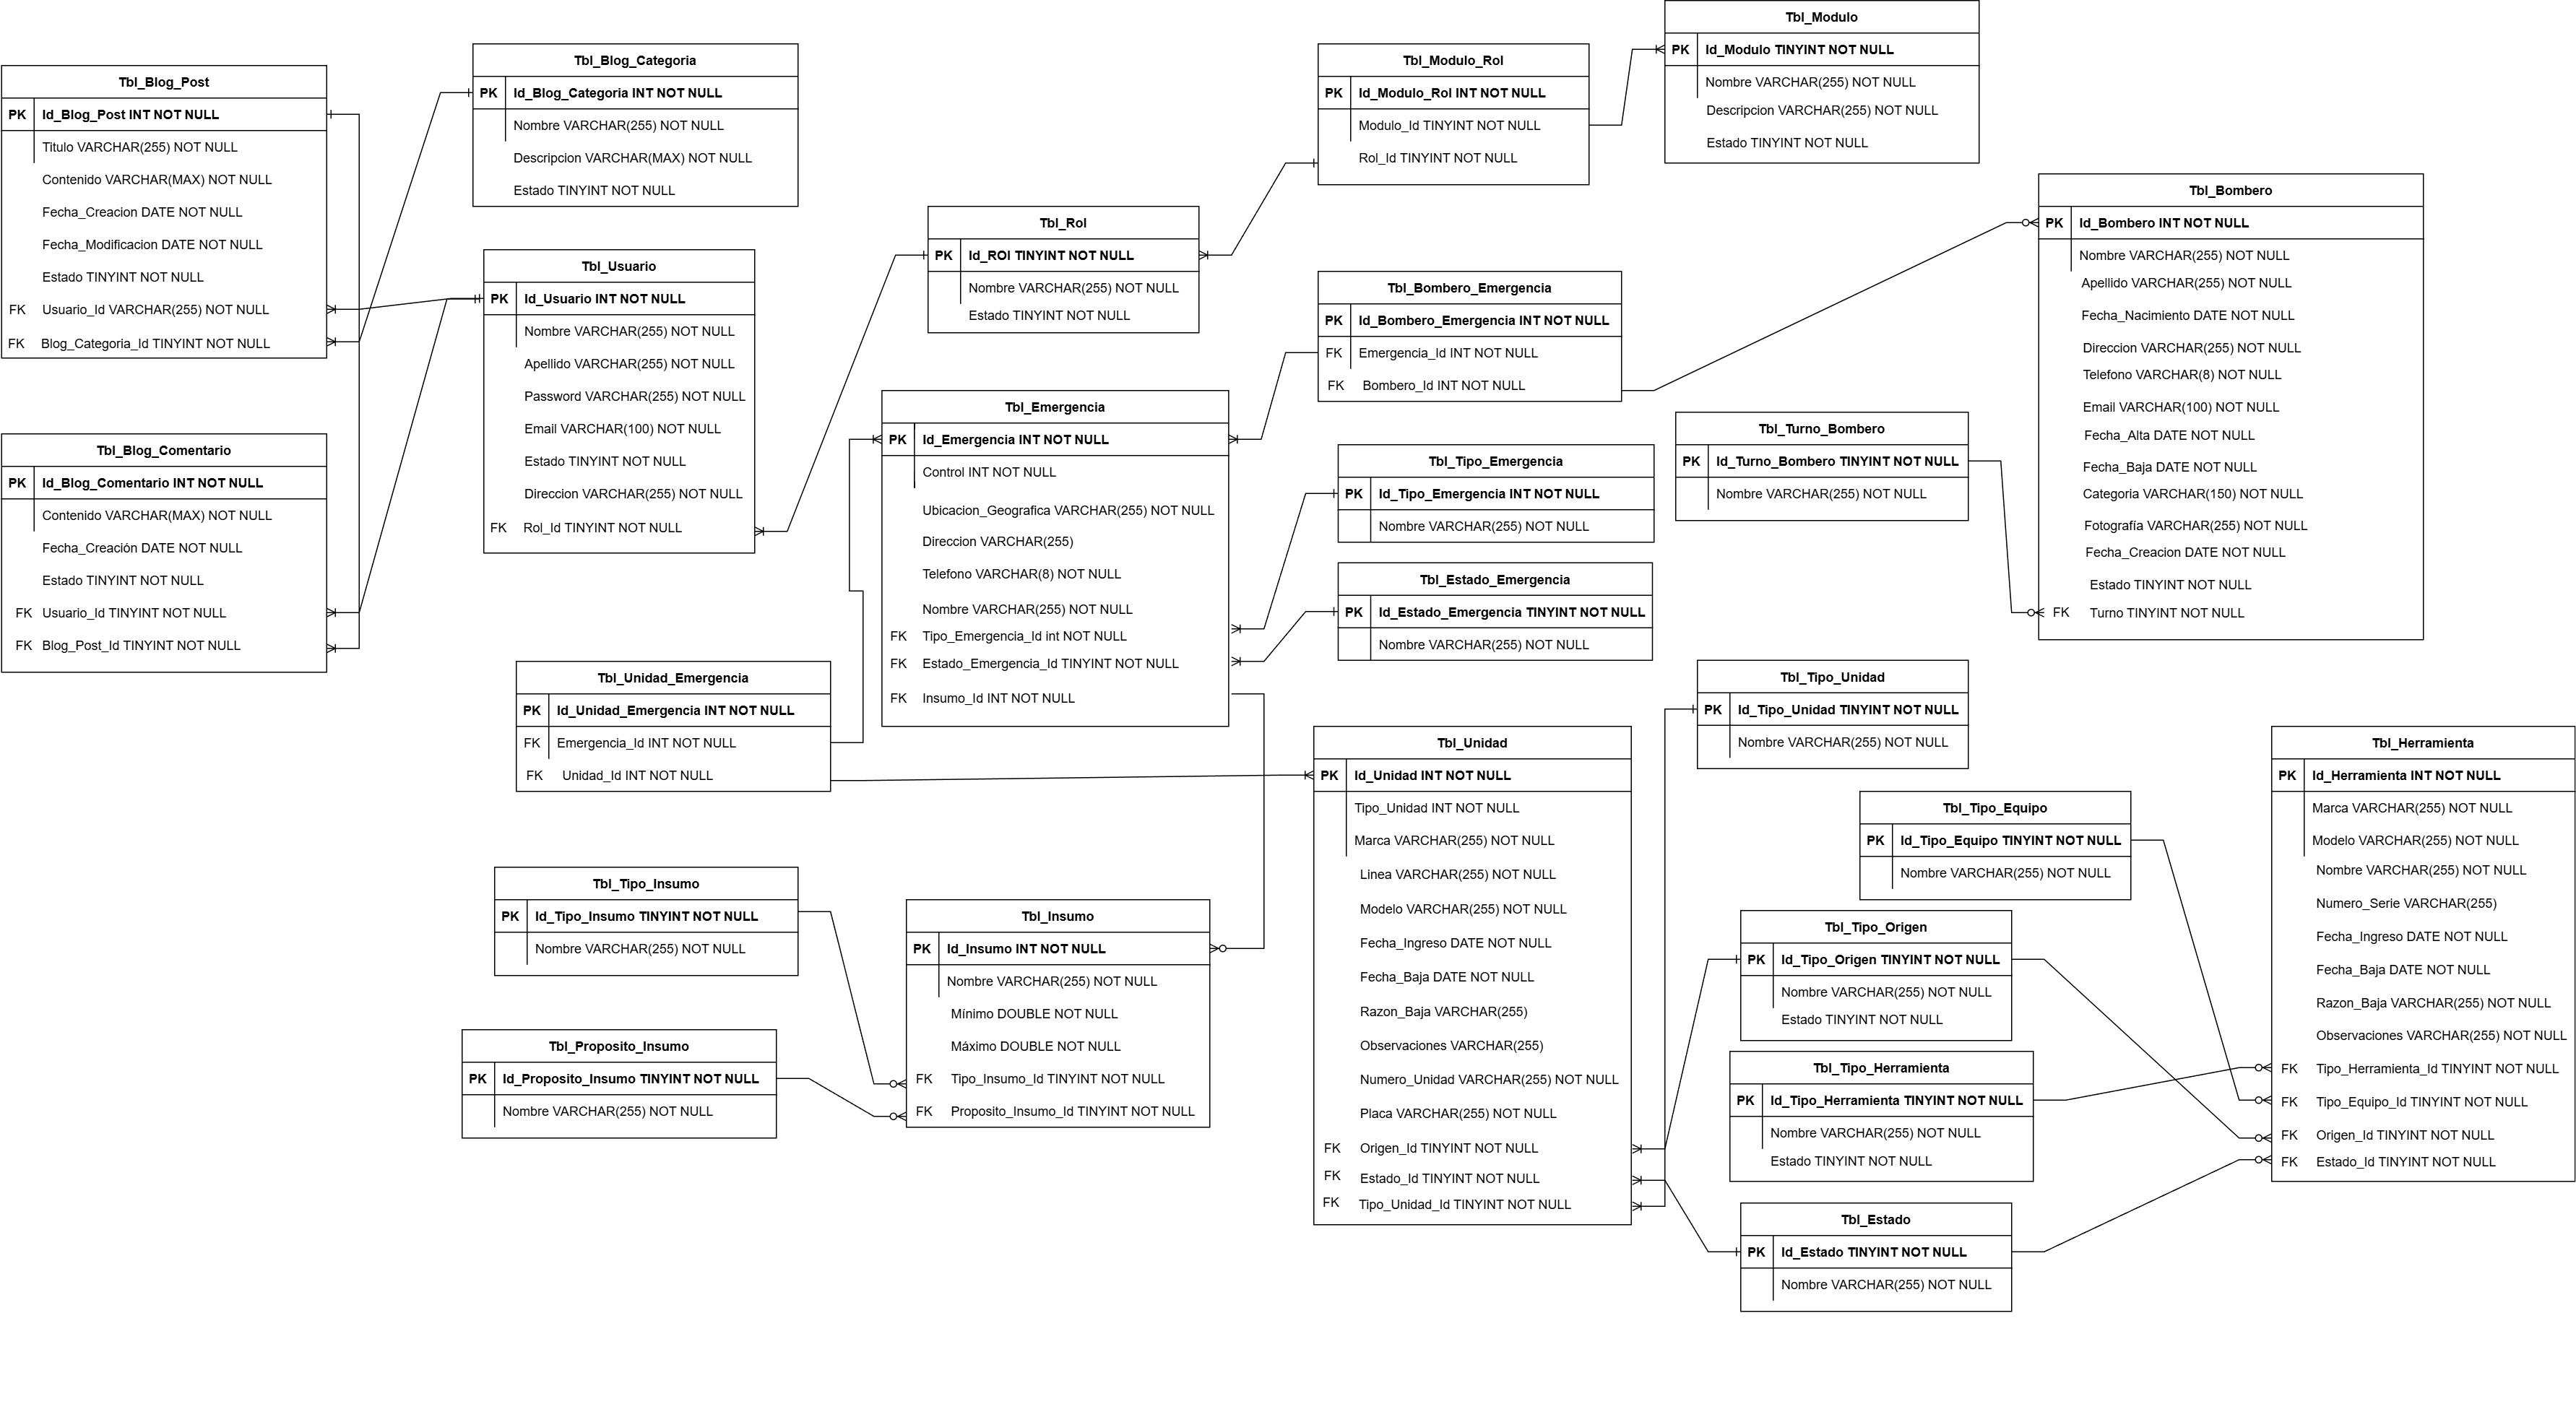 Tbl_Modulo
PK Id_Modulo TINYINT NOT NULL
Nombre VARCHAR(255) NOT NULL
Descripcion VARCHAR(255) NOT NULL
Estado TINYINT NOT NULL
Tbl_Blog_Post
PK Id_Blog_Post INT NOT NULL
Titulo VARCHAR(255) NOT NULL
Contenido VARCHAR(MAX) NOT NULL
Fecha_Creacion DATE NOT NULL
Fecha_Modificacion DATE NOT NULL
Estado TINYINT NOT NULL
FK Usuario_Id VARCHAR(255) NOT NULL
FK Blog_Categoria_Id TINYINT NOT NULL
Tbl_Blog_Categoria
PK Id_Blog_Categoria INT NOT NULL
Nombre VARCHAR(255) NOT NULL
Descripcion VARCHAR(MAX) NOT NULL
Estado TINYINT NOT NULL
Tbl_Modulo_Rol
PK Id_Modulo_Rol INT NOT NULL
Modulo_Id TINYINT NOT NULL
Rol_Id TINYINT NOT NULL
Tbl_Usuario
PK Id_Usuario INT NOT NULL
Nombre VARCHAR(255) NOT NULL
Apellido VARCHAR(255) NOT NULL
Password VARCHAR(255) NOT NULL
Email VARCHAR(100) NOT NULL
Estado TINYINT NOT NULL
Direccion VARCHAR(255) NOT NULL
FK Rol_Id TINYINT NOT NULL
Tbl_Rol
PK Id_ROl TINYINT NOT NULL
Nombre VARCHAR(255) NOT NULL
Estado TINYINT NOT NULL
Tbl_Bombero_Emergencia
PK Id_Bombero_Emergencia INT NOT NULL
FK Emergencia_Id INT NOT NULL
FK Bombero_Id INT NOT NULL
Tbl_Bombero
PK Id_Bombero INT NOT NULL
Nombre VARCHAR(255) NOT NULL
Apellido VARCHAR(255) NOT NULL
Fecha_Nacimiento DATE NOT NULL
Direccion VARCHAR(255) NOT NULL
Telefono VARCHAR(8) NOT NULL
Email VARCHAR(100) NOT NULL
Fecha_Alta DATE NOT NULL
Fecha_Baja DATE NOT NULL
Categoria VARCHAR(150) NOT NULL
Fotografía VARCHAR(255) NOT NULL
Fecha_Creacion DATE NOT NULL
Estado TINYINT NOT NULL
FK Turno TINYINT NOT NULL
Tbl_Blog_Comentario
PK Id_Blog_Comentario INT NOT NULL
Contenido VARCHAR(MAX) NOT NULL
Fecha_Creación DATE NOT NULL
Estado TINYINT NOT NULL
FK Usuario_Id TINYINT NOT NULL
FK Blog_Post_Id TINYINT NOT NULL
Tbl_Emergencia
PK Id_Emergencia INT NOT NULL
Control INT NOT NULL
Ubicacion_Geografica VARCHAR(255) NOT NULL
Direccion VARCHAR(255)
Telefono VARCHAR(8) NOT NULL
Nombre VARCHAR(255) NOT NULL
FK Tipo_Emergencia_Id int NOT NULL
FK Estado_Emergencia_Id TINYINT NOT NULL
FK Insumo_Id INT NOT NULL
Tbl_Tipo_Emergencia
PK Id_Tipo_Emergencia INT NOT NULL
Nombre VARCHAR(255) NOT NULL
Tbl_Estado_Emergencia
PK Id_Estado_Emergencia TINYINT NOT NULL
Nombre VARCHAR(255) NOT NULL
Tbl_Turno_Bombero
PK Id_Turno_Bombero TINYINT NOT NULL
Nombre VARCHAR(255) NOT NULL
Tbl_Unidad_Emergencia
PK Id_Unidad_Emergencia INT NOT NULL
FK Emergencia_Id INT NOT NULL
FK Unidad_Id INT NOT NULL
Tbl_Tipo_Unidad
PK Id_Tipo_Unidad TINYINT NOT NULL
Nombre VARCHAR(255) NOT NULL
Tbl_Unidad
PK Id_Unidad INT NOT NULL
Tipo_Unidad INT NOT NULL
Marca VARCHAR(255) NOT NULL
Linea VARCHAR(255) NOT NULL
Modelo VARCHAR(255) NOT NULL
Fecha_Ingreso DATE NOT NULL
Fecha_Baja DATE NOT NULL
Razon_Baja VARCHAR(255)
Observaciones VARCHAR(255)
Numero_Unidad VARCHAR(255) NOT NULL
Placa VARCHAR(255) NOT NULL
FK Origen_Id TINYINT NOT NULL
FK Estado_Id TINYINT NOT NULL
FK Tipo_Unidad_Id TINYINT NOT NULL
Tbl_Herramienta
PK Id_Herramienta INT NOT NULL
Marca VARCHAR(255) NOT NULL
Modelo VARCHAR(255) NOT NULL
Nombre VARCHAR(255) NOT NULL
Numero_Serie VARCHAR(255)
Fecha_Ingreso DATE NOT NULL
Fecha_Baja DATE NOT NULL
Razon_Baja VARCHAR(255) NOT NULL
Observaciones VARCHAR(255) NOT NULL
FK Tipo_Herramienta_Id TINYINT NOT NULL
FK Tipo_Equipo_Id TINYINT NOT NULL
FK Origen_Id TINYINT NOT NULL
FK Estado_Id TINYINT NOT NULL
Tbl_Tipo_Equipo
PK Id_Tipo_Equipo TINYINT NOT NULL
Nombre VARCHAR(255) NOT NULL
Tbl_Tipo_Insumo
PK Id_Tipo_Insumo TINYINT NOT NULL
Nombre VARCHAR(255) NOT NULL
Tbl_Insumo
PK Id_Insumo INT NOT NULL
Nombre VARCHAR(255) NOT NULL
Mínimo DOUBLE NOT NULL
Máximo DOUBLE NOT NULL
FK Tipo_Insumo_Id TINYINT NOT NULL
FK Proposito_Insumo_Id TINYINT NOT NULL
Tbl_Tipo_Origen
PK Id_Tipo_Origen TINYINT NOT NULL
Nombre VARCHAR(255) NOT NULL
Estado TINYINT NOT NULL
Tbl_Proposito_Insumo
PK Id_Proposito_Insumo TINYINT NOT NULL
Nombre VARCHAR(255) NOT NULL
Tbl_Tipo_Herramienta
PK Id_Tipo_Herramienta TINYINT NOT NULL
Nombre VARCHAR(255) NOT NULL
Estado TINYINT NOT NULL
Tbl_Estado
PK Id_Estado TINYINT NOT NULL
Nombre VARCHAR(255) NOT NULL